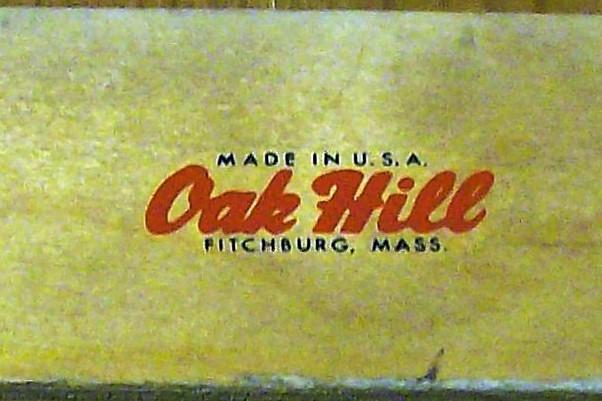 MADE IN U.S.A.
Oak Hill
FITCHBURG, MASS.